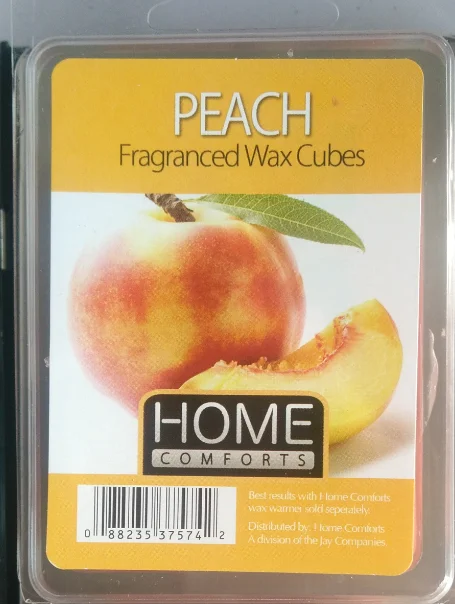 PEACH
Fragranced Wax Cubes
HOME
COMFORTS
0 88235 37574 2
Best results with Home Comforts
wax warmer sold seperately.
Distributed by: Home Comforts
A division of the Jay Companies.